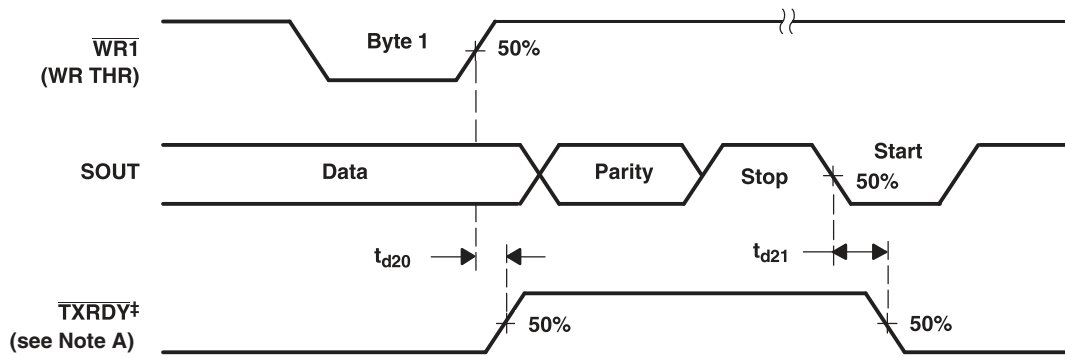 WR1
(WR THR)
Byte 1
50%
SOUT
Data
Parity
Stop
Start
50%
td20
td21
TXRDY‡
(see Note A)
50%
50%